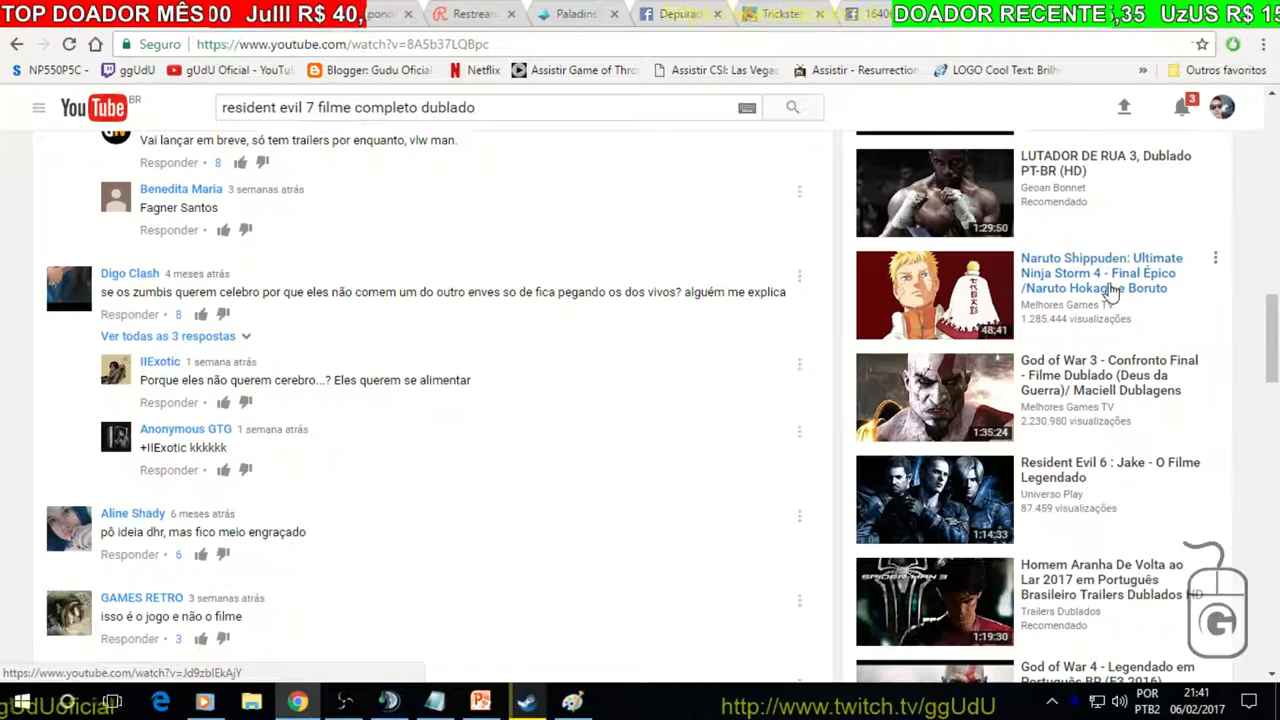 TOP DOADOR MÊS 00 Julll R$ 40,
DOADOR RECENTE ,35 UzUS R$ 15
Restream
Paladins
Depurad
Trickste
16406
Seguro
https://www.youtube.com/watch?v=8A5b37LQBpc
NP550P5C -
ggUdU
gUdU Oficial - YouTu
Blogger: Gudu Oficial
Netflix
Assistir Game of Thro
Assistir CSI: Las Vegas
Assistir - Resurrection
LOGO Cool Text: Brilh
»
Outros favoritos
YouTube BR
resident evil 7 filme completo dublado
3
Vai lançar em breve, só tem trailers por enquanto, vlw man.
Responder • 8
Benedita Maria 3 semanas atrás
Fagner Santos
Responder •
Digo Clash 4 meses atrás
se os zumbis querem celebro por que eles não comem um do outro enves so de fica pegando os dos vivos? alguém me explica
Responder • 8
Ver todas as 3 respostas
IIExotic 1 semana atrás
Porque eles não querem cerebro...? Eles querem se alimentar
Responder •
Anonymous GTG 1 semana atrás
+IIExotic kkkkkk
Responder •
Aline Shady 6 meses atrás
pô ideia dhr, mas fico meio engraçado
Responder • 6
GAMES RETRO 3 semanas atrás
isso é o jogo e não o filme
Responder • 3
LUTADOR DE RUA 3, Dublado
PT-BR (HD)
Geoan Bonnet
Recomendado
1:29:50
Naruto Shippuden: Ultimate
Ninja Storm 4 - Final Épico
/Naruto Hokage e Boruto
Melhores Games TV
1.285.444 visualizações
48:41
God of War 3 - Confronto Final
- Filme Dublado (Deus da
Guerra)/ Maciell Dublagens
Melhores Games TV
2.230.980 visualizações
1:35:24
Resident Evil 6 : Jake - O Filme
Legendado
Universo Play
87.459 visualizações
1:14:33
Homem Aranha De Volta ao
Lar 2017 em Português
Brasileiro Trailers Dublados HD
Trailers Dublados
Recomendado
SPIDER-MAN 3
1:19:30
God of War 4 - Legendado em
Português BR (E3 2016)
G
https://www.youtube.com/watch?v=Jd9zblEkAjY
gUdUoficial
http://www.twitch.tv/ggUdU
POR
PTB2
21:41
06/02/2017